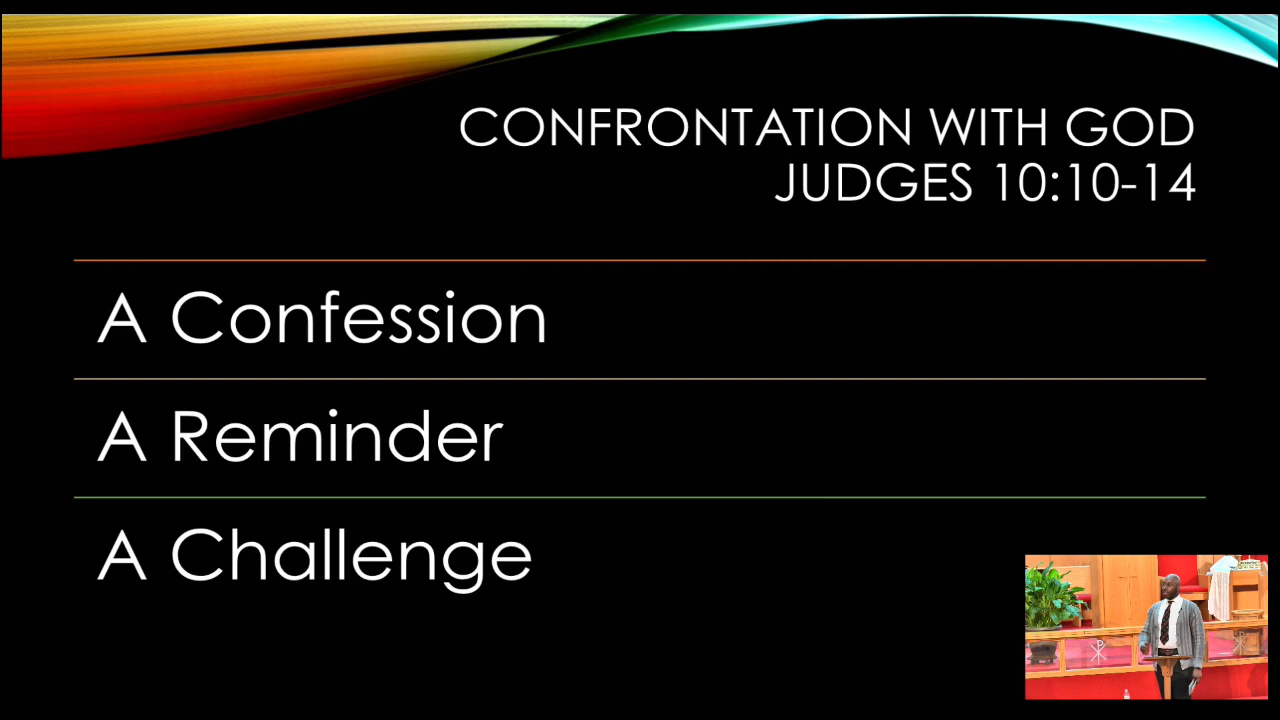 CONFRONTATION WITH GOD
JUDGES 10:10-14
A Confession
A Reminder
A Challenge